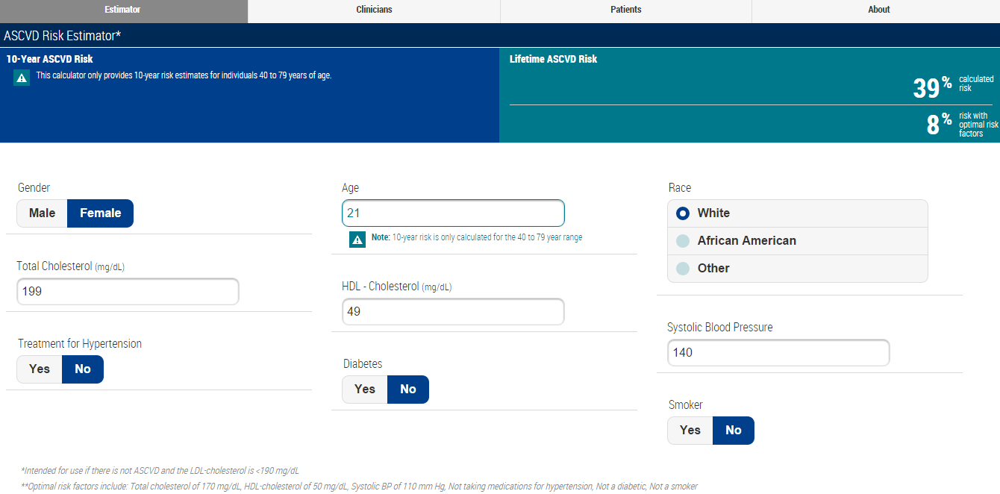 Estimator Clinicians Patients About
ASCVD Risk Estimator*
10-Year ASCVD Risk
This calculator only provides 10-year risk estimates for individuals 40 to 79 years of age.
Lifetime ASCVD Risk
39% calculated
risk
8% risk with
optimal risk
factors
Gender
Male Female
Age
21
Note: 10-year risk is only calculated for the 40 to 79 year range
Race
White
African American
Other
Total Cholesterol (mg/dL)
199
HDL - Cholesterol (mg/dL)
49
Systolic Blood Pressure
140
Treatment for Hypertension
Yes No
Diabetes
Yes No
Smoker
Yes No
*Intended for use if there is not ASCVD and the LDL-cholesterol is <190 mg/dL
**Optimal risk factors include: Total cholesterol of 170 mg/dL, HDL-cholesterol of 50 mg/dL, Systolic BP of 110 mm Hg, Not taking medications for hypertension, Not a diabetic, Not a smoker